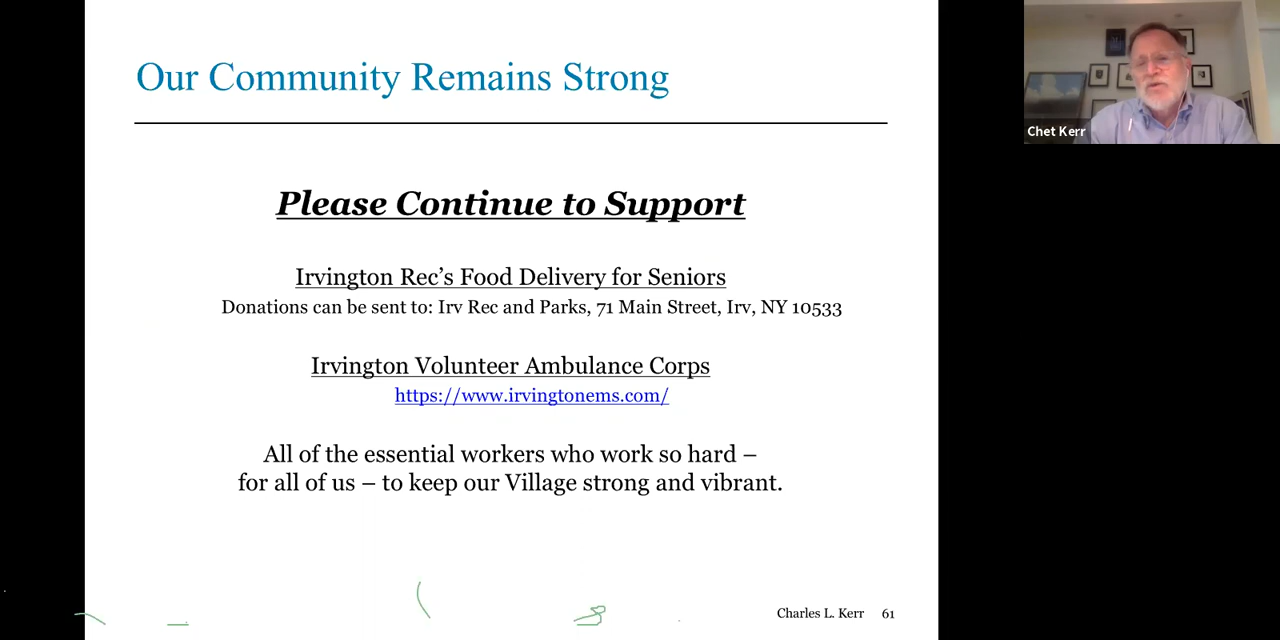 Our Community Remains Strong
Please Continue to Support
Irvington Rec's Food Delivery for Seniors
Donations can be sent to: Irv Rec and Parks, 71 Main Street, Irv, NY 10533
Irvington Volunteer Ambulance Corps
https://www.irvingtonems.com/
All of the essential workers who work so hard –
for all of us – to keep our Village strong and vibrant.
Charles L. Kerr 61
Chet Kerr